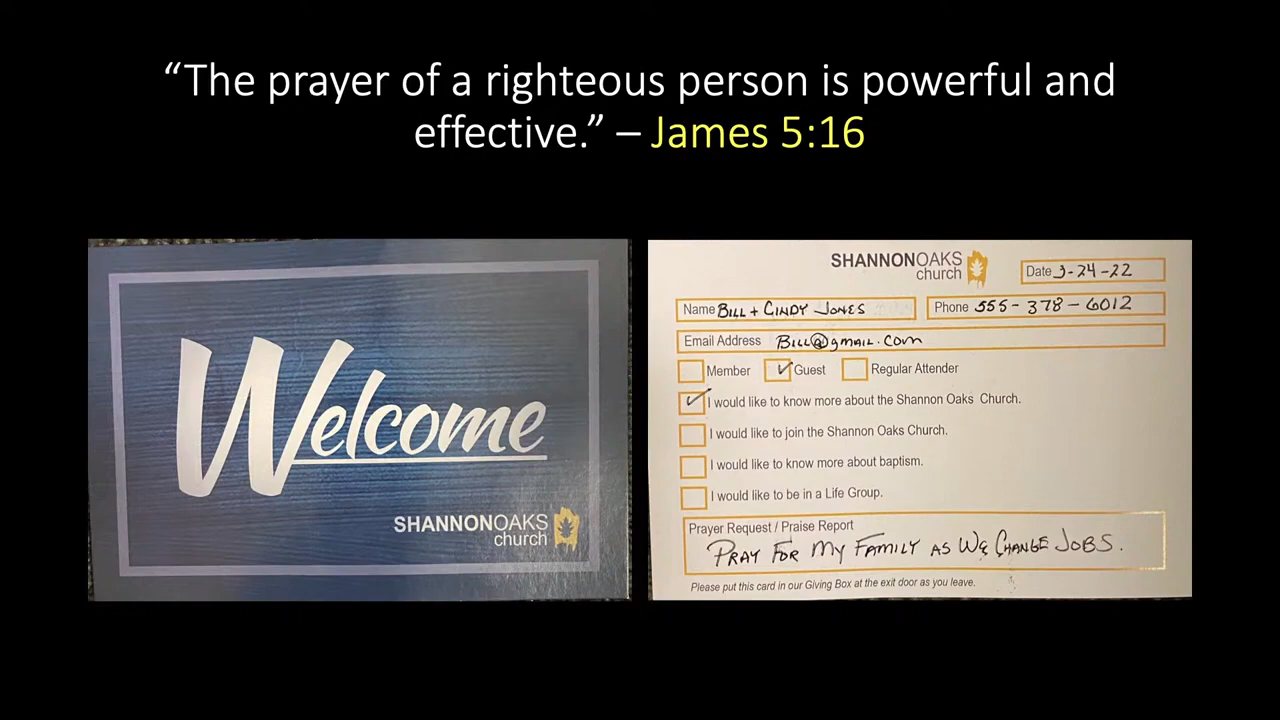 “The prayer of a righteous person is powerful and
effective.” – James 5:16
Welcome
SHANNONOAKS
church
SHANNONOAKS
church
Date 3-24-22
Name BILL + CINDY JONES
Phone 555-378-6012
Email Address BILL@gmAIL.com
Member
Guest
Regular Attender
I would like to know more about the Shannon Oaks Church.
I would like to join the Shannon Oaks Church.
I would like to know more about baptism.
I would like to be in a Life Group.
Prayer Request / Praise Report
PRAY FOR MY FAMILY AS WE CHANGE JOBS.
Please put this card in our Giving Box at the exit door as you leave.